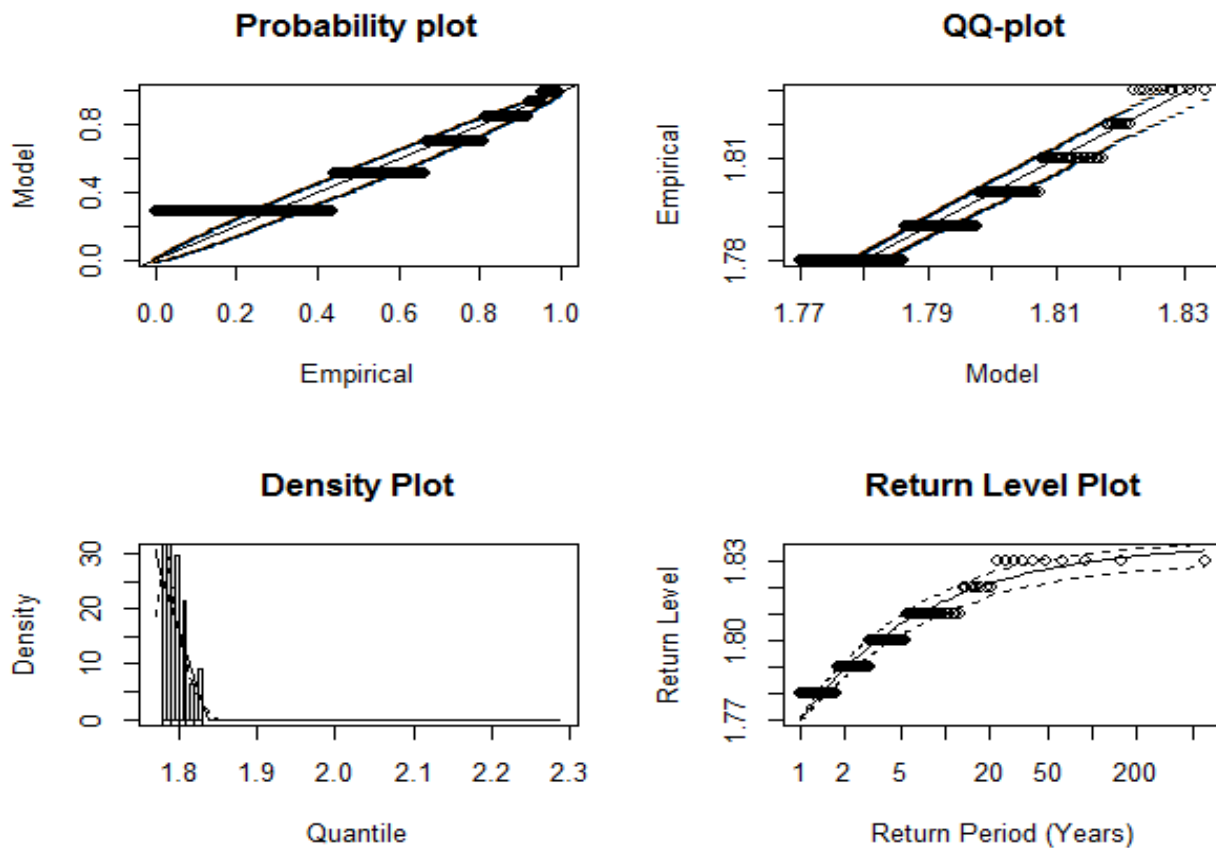 Probability plot
Model
0.0 0.4 0.8
0.0 0.2 0.4 0.6 0.8 1.0
Empirical
QQ-plot
Empirical
1.78 1.81
1.77 1.79 1.81 1.83
Model
Density Plot
Density
0 10 20 30
1.8 1.9 2.0 2.1 2.2 2.3
Quantile
Return Level Plot
Return Level
1.77 1.80 1.83
1 2 5 20 50 200
Return Period (Years)